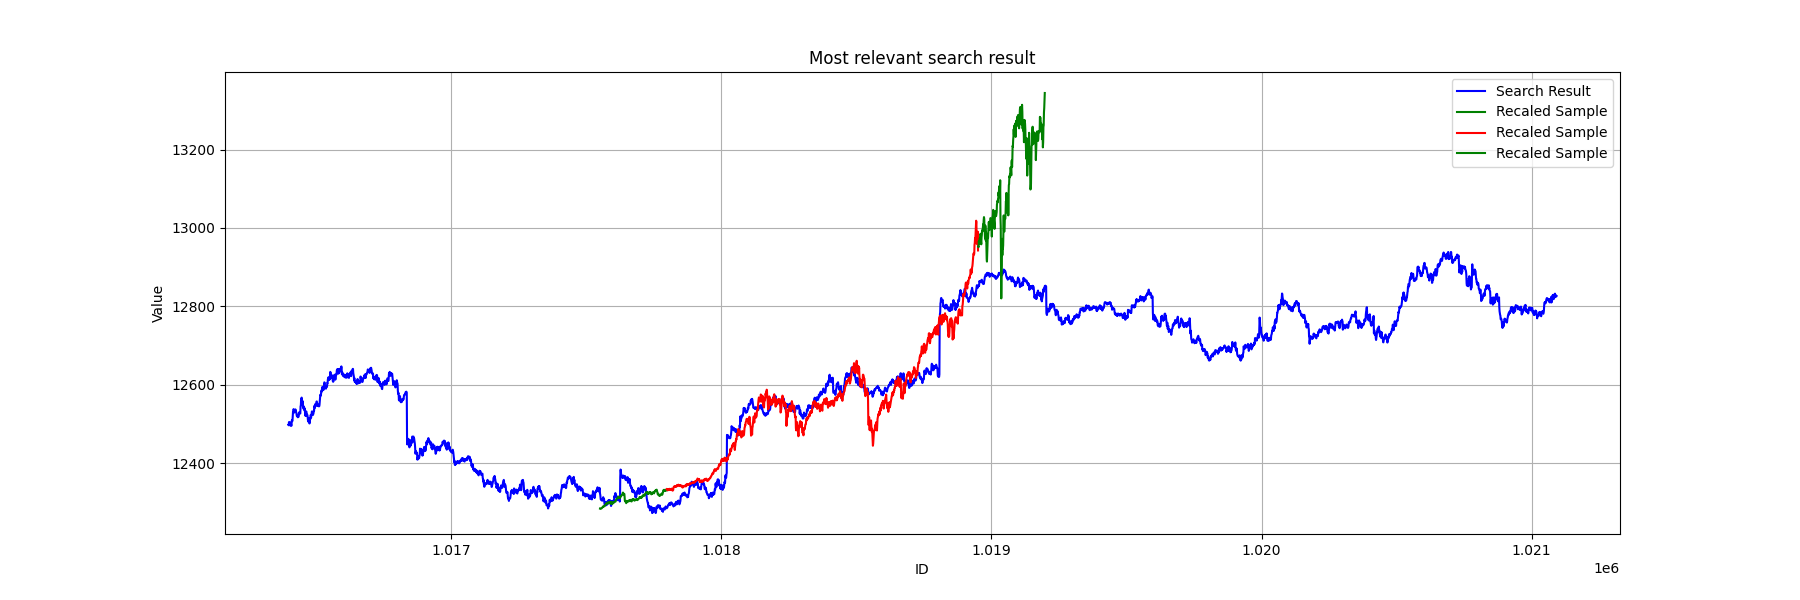 Most relevant search result
Search Result
Recaled Sample
Recaled Sample
Recaled Sample
13200
13000
12800
12600
12400
Value
1.017
1.018
1.019
1.020
1.021
ID
1e6